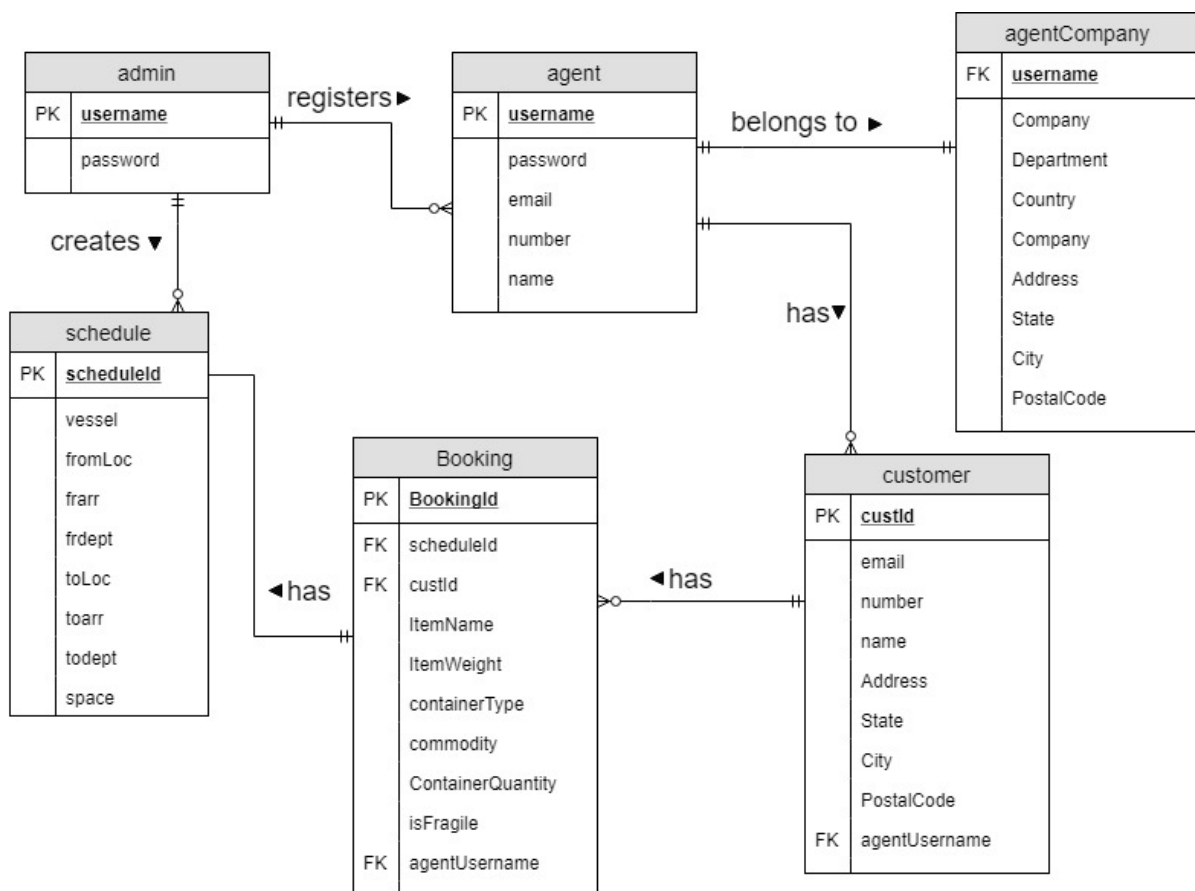 admin
PK username
password
registers►
agent
PK username
password
email
number
name
belongs to ►
agentCompany
FK username
Company
Department
Country
Company
Address
State
City
PostalCode
creates ▼
has▼
schedule
PK scheduleId
vessel
fromLoc
frarr
frdept
toLoc
toarr
todept
space
◄has
Booking
PK BookingId
FK scheduleId
FK custId
ItemName
ItemWeight
containerType
commodity
ContainerQuantity
isFragile
FK agentUsername
◄has
customer
PK custId
email
number
name
Address
State
City
PostalCode
FK agentUsername